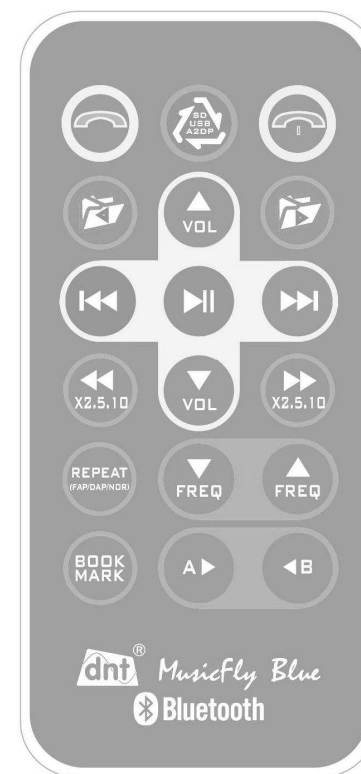 SD
USB
A2DP
VOL
X2.5.10
VOL
X2.5.10
REPEAT
(FAP/DAP/NOR)
FREQ
FREQ
BOOK
MARK
A
B
dnt®
MusicFly Blue
Bluetooth